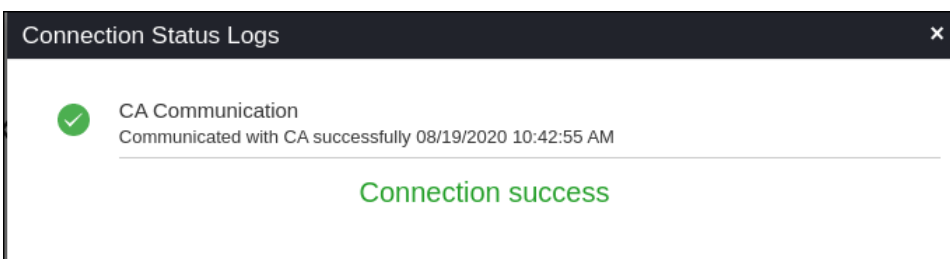 Connection Status Logs ×
CA Communication
Communicated with CA successfully 08/19/2020 10:42:55 AM
Connection success